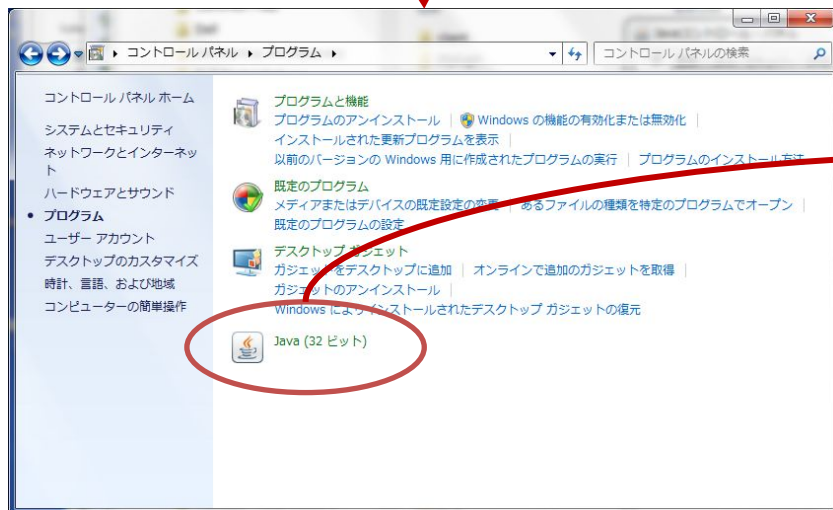 コントロール パネル ▸ プログラム ▸
コントロール パネルの検索
コントロール パネル ホーム
システムとセキュリティ
ネットワークとインターネッ
ト
ハードウェアとサウンド
• プログラム
ユーザー アカウント
デスクトップのカスタマイズ
時計、言語、および地域
コンピューターの簡単操作
プログラムと機能
プログラムのアンインストール | Windows の機能の有効化または無効化 |
インストールされた更新プログラムを表示 |
以前のバージョンの Windows 用に作成されたプログラムの実行 | プログラムのインストール方法
既定のプログラム
メディアまたはデバイスの既定設定の変更 | あるファイルの種類を特定のプログラムでオープン |
既定のプログラムの設定
デスクトップ ガジェット
ガジェットをデスクトップに追加 | オンラインで追加のガジェットを取得 |
ガジェットのアンインストール |
Windows によりインストールされたデスクトップ ガジェットの復元
Java (32 ビット)